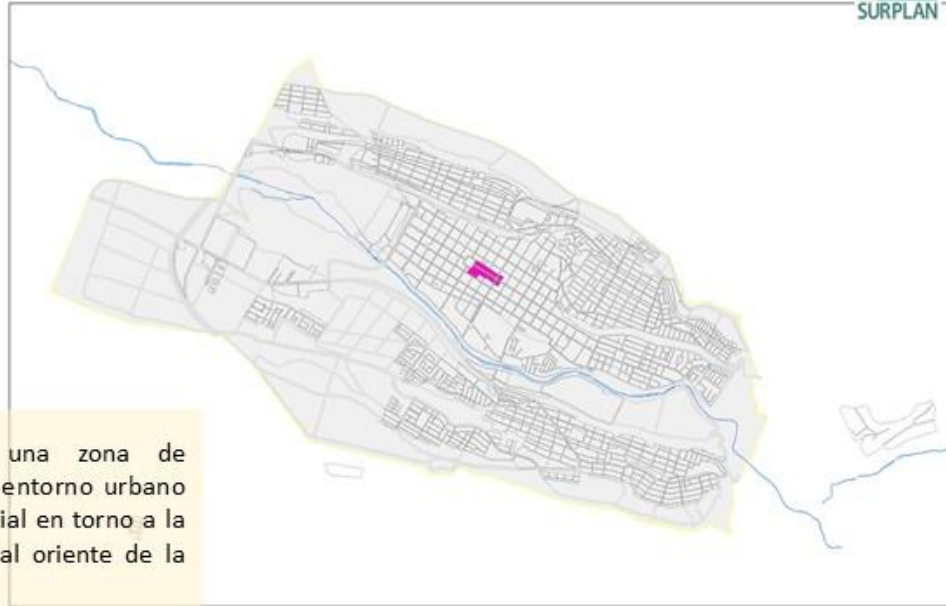 SURPLAN
una zona de
entorno urbano
ial en torno a la
al oriente de la